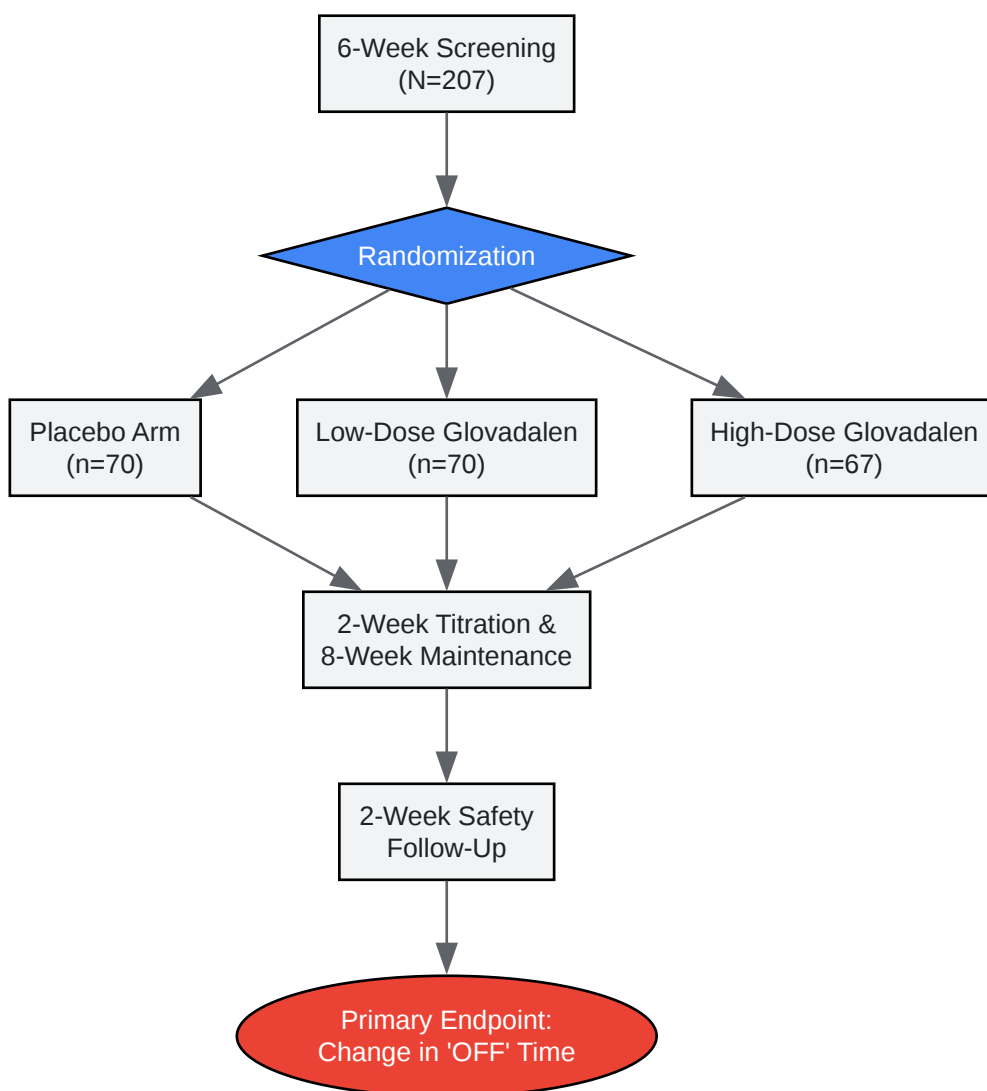 6-Week Screening
(N=207)
Randomization
Placebo Arm
(n=70)
Low-Dose Glovadalen
(n=70)
High-Dose Glovadalen
(n=67)
2-Week Titration &
8-Week Maintenance
2-Week Safety
Follow-Up
Primary Endpoint:
Change in 'OFF' Time